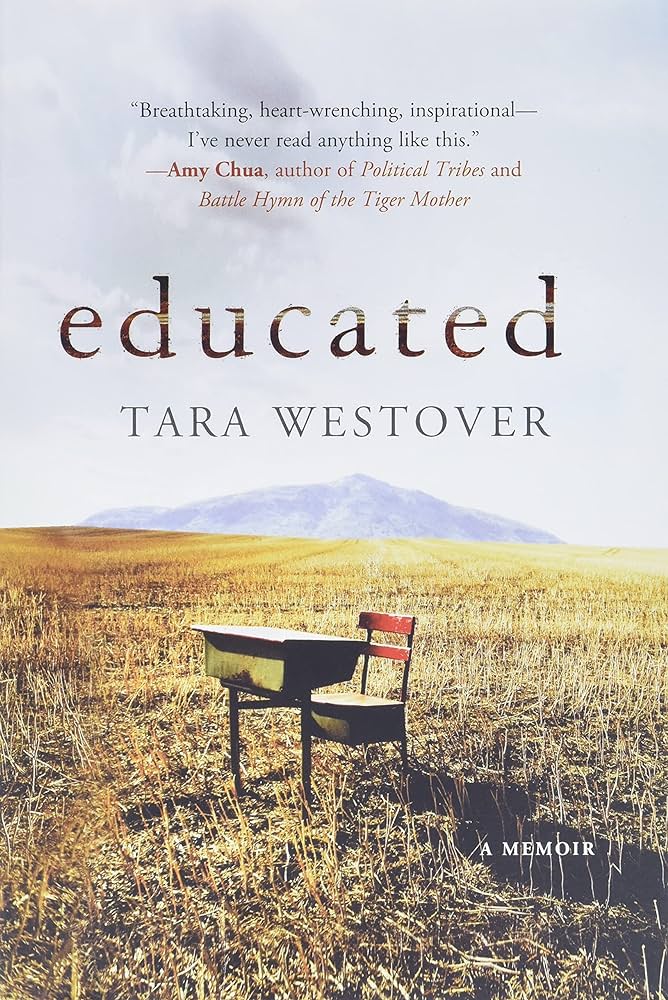 “Breathtaking, heart-wrenching, inspirational—
I’ve never read anything like this.”
—Amy Chua, author of Political Tribes and
Battle Hymn of the Tiger Mother
educated
TARA WESTOVER
A MEMOIR